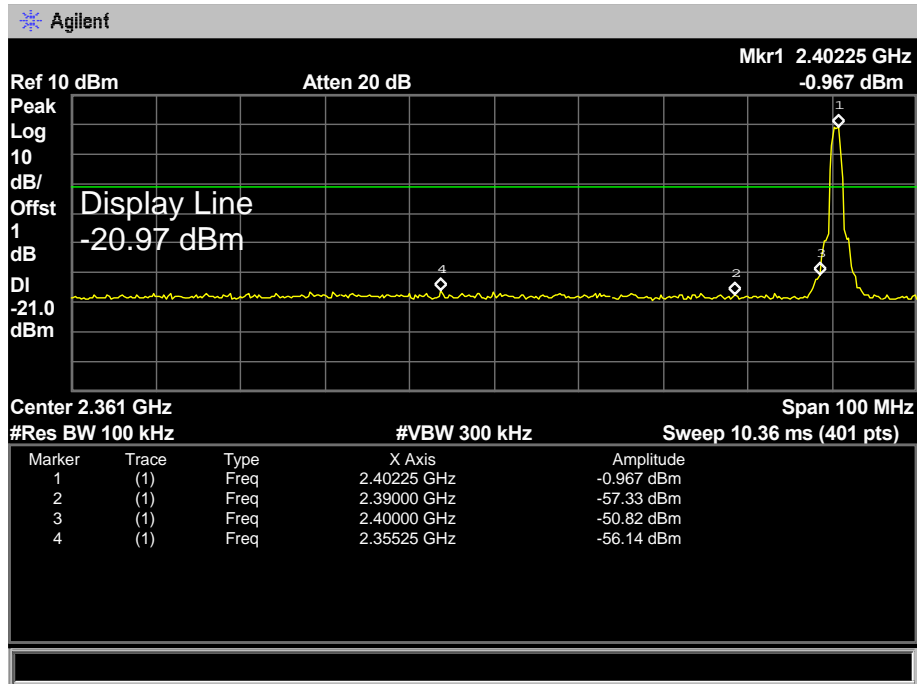 Agilent
Mkr1 2.40225 GHz
Ref 10 dBm Atten 20 dB -0.967 dBm
Peak
Log
10
dB/
Offst
1
dB
DI
-21.0
dBm
Display Line
-20.97 dBm
1
2
3
4
Center 2.361 GHz Span 100 MHz
#Res BW 100 kHz #VBW 300 kHz Sweep 10.36 ms (401 pts)
Marker Trace Type X Axis Amplitude
1 (1) Freq 2.40225 GHz -0.967 dBm
2 (1) Freq 2.39000 GHz -57.33 dBm
3 (1) Freq 2.40000 GHz -50.82 dBm
4 (1) Freq 2.35525 GHz -56.14 dBm